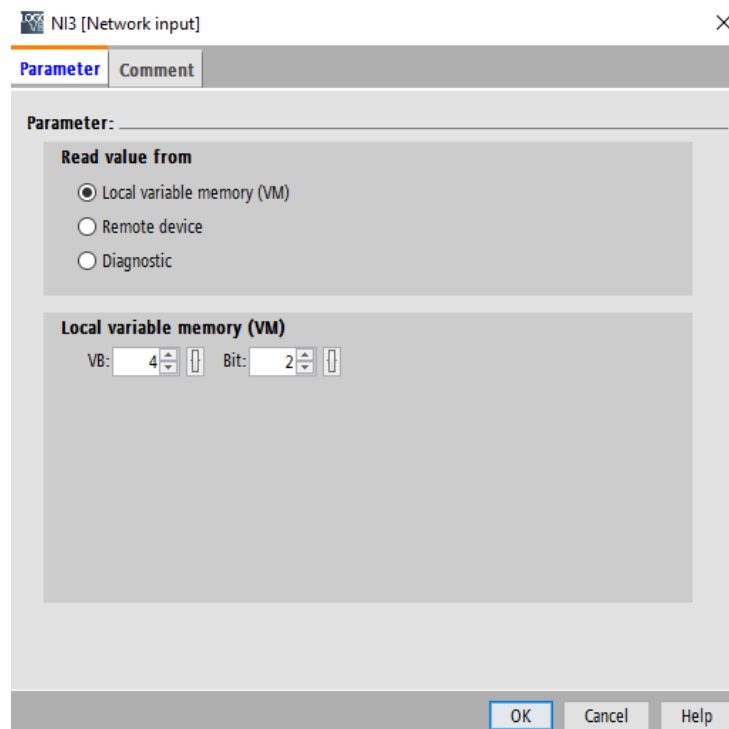 NI3 [Network input]
Parameter Comment
Parameter:
Read value from
Local variable memory (VM)
Remote device
Diagnostic
Local variable memory (VM)
VB: 4 Bit: 2
OK Cancel Help